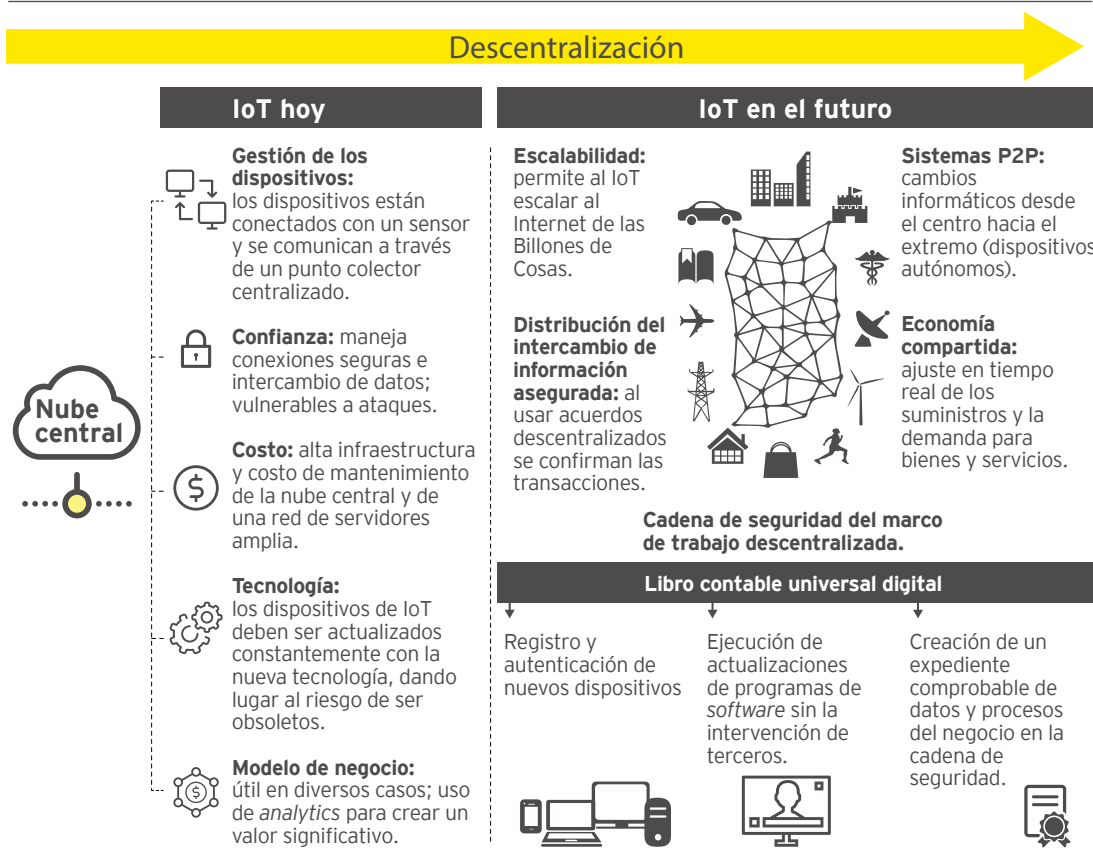 Descentralización
IoT hoy
Nube
central
Gestión de los
dispositivos:
los dispositivos están
conectados con un sensor
y se comunican a través
de un punto colector
centralizado.
Confianza: maneja
conexiones seguras e
intercambio de datos;
vulnerables a ataques.
Costo: alta infraestructura
y costo de mantenimiento
de la nube central y de
una red de servidores
amplia.
Tecnología:
los dispositivos de IoT
deben ser actualizados
constantemente con la
nueva tecnología, dando
lugar al riesgo de ser
obsoletos.
Modelo de negocio:
útil en diversos casos; uso
de analytics para crear un
valor significativo.
IoT en el futuro
Escalabilidad:
permite al IoT
escalar al
Internet de las
Billones de
Cosas.
Distribución del
intercambio de
información
asegurada: al
usar acuerdos
descentralizados
se confirman las
transacciones.
Sistemas P2P:
cambios
informáticos desde
el centro hacia el
extremo (dispositivos
autónomos).
Economía
compartida:
ajuste en tiempo
real de los
suministros y la
demanda para
bienes y servicios.
Cadena de seguridad del marco
de trabajo descentralizada.
Libro contable universal digital
Registro y
autenticación de
nuevos dispositivos
Ejecución de
actualizaciones
de programas de
software sin la
intervención de
terceros.
Creación de un
expediente
comprobable de
datos y procesos
del negocio en la
cadena de
seguridad.